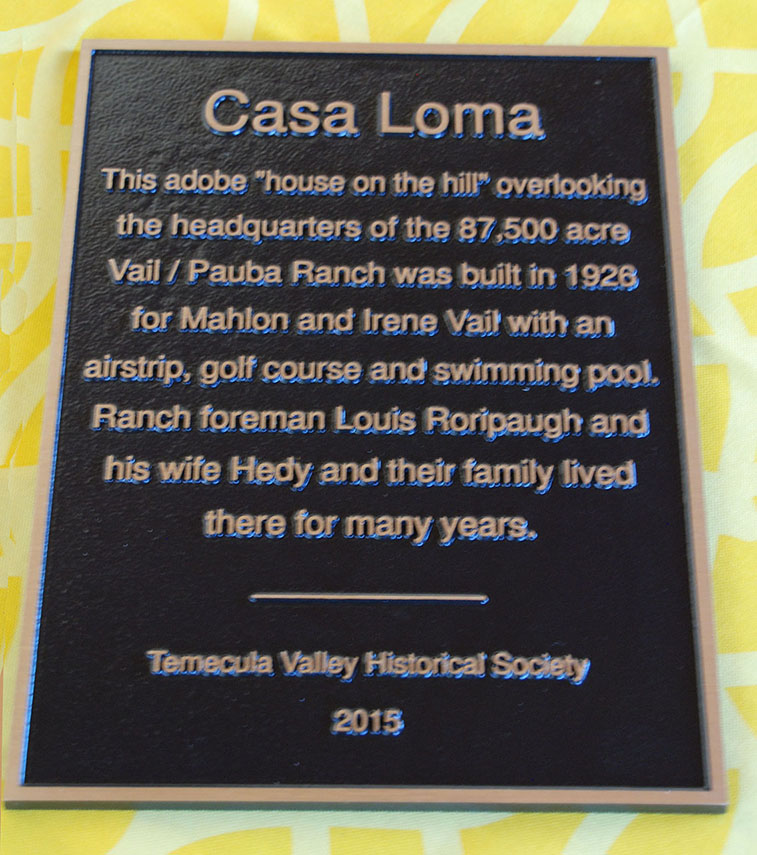 Casa Loma
This adobe "house on the hill" overlooking
the headquarters of the 87,500 acre
Vail / Pauba Ranch was built in 1926
for Mahlon and Irene Vail with an
airstrip, golf course and swimming pool.
Ranch foreman Louis Roripaugh and
his wife Hedy and their family lived
there for many years.
Temecula Valley Historical Society
2015